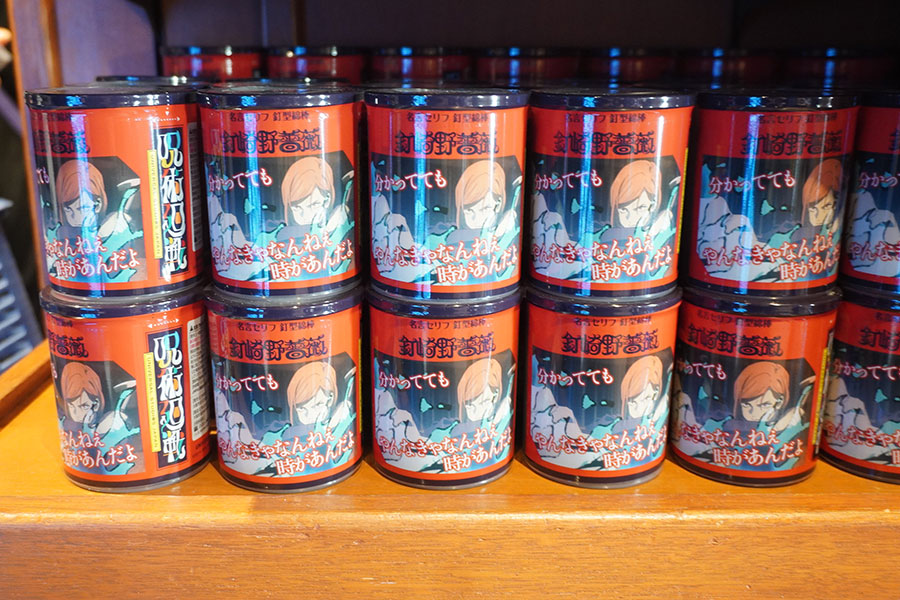 名言セリフ 釘型綿棒
釘崎野薔薇
分かってても
やんなきゃなんねぇ
時があんだよ
呪術廻戦